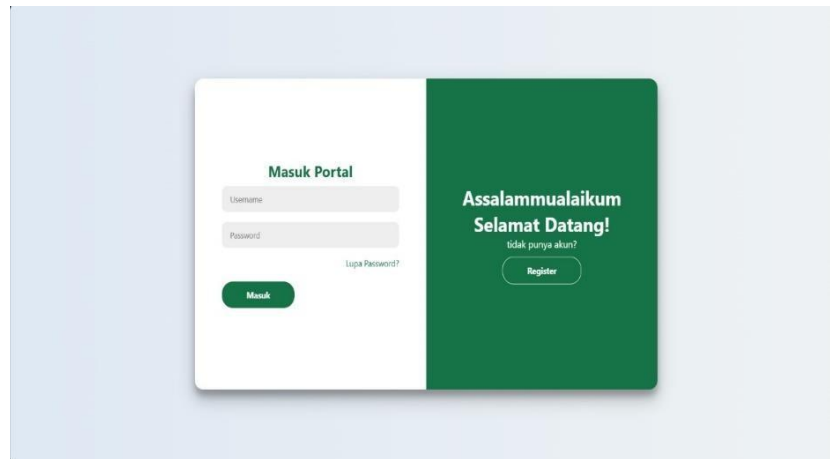 Masuk Portal
Username
Password
Lupa Password?
Masuk
Assalammualaikum
Selamat Datang!
tidak punya akun?
Register